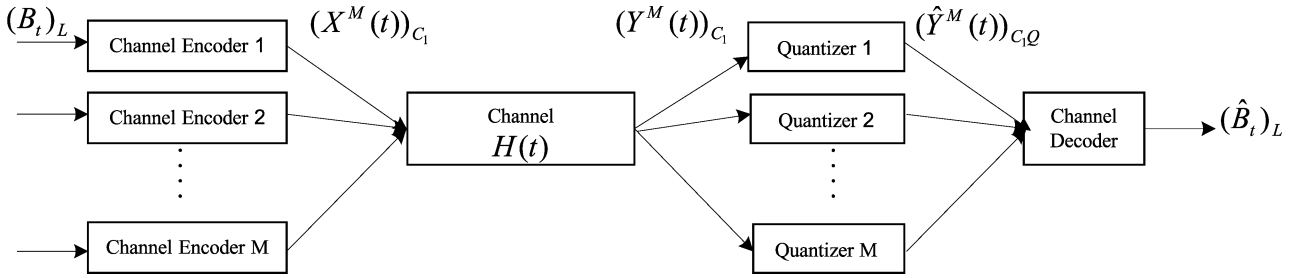 (B_t)_L
Channel Encoder 1
(X^M(t))_{C_1}
(Y^M(t))_{C_1}
Quantizer 1
(Ŷ^M(t))_{C_1Q}
Channel Encoder 2
Channel
H(t)
Quantizer 2
Channel
Decoder
(B̂_t)_L
Channel Encoder M
Quantizer M